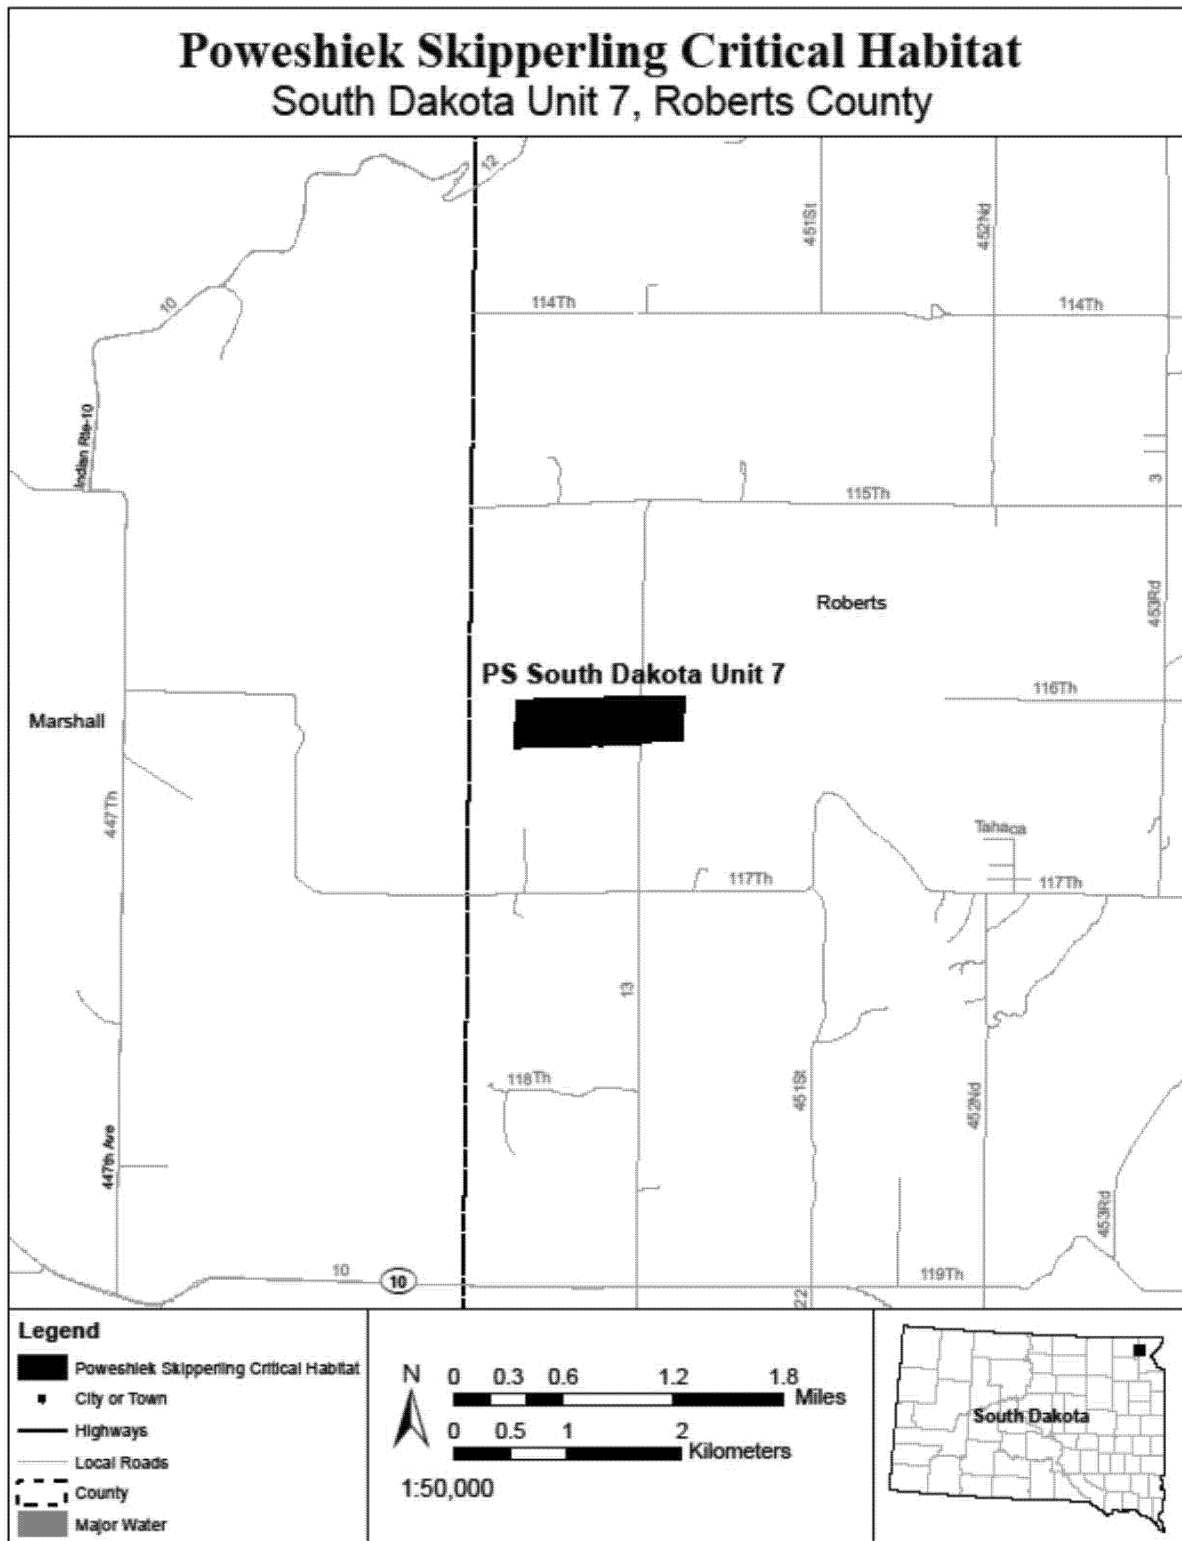 Poweshiek Skipperling Critical Habitat
South Dakota Unit 7, Roberts County
12
451St
452Nd
10
114Th
114Th
Indian Rte-10
115Th
3
Roberts
453Rd
PS South Dakota Unit 7
116Th
Marshall
447Th
Tahaca
117Th
117Th
13
118Th
451St
452Nd
447th Ave
453Rd
10
10
119Th
22
Legend
Poweshiek Skipperling Critical Habitat
City or Town
Highways
Local Roads
County
Major Water
N
0 0.3 0.6 1.2 1.8
Miles
0 0.5 1 2
Kilometers
1:50,000
South Dakota